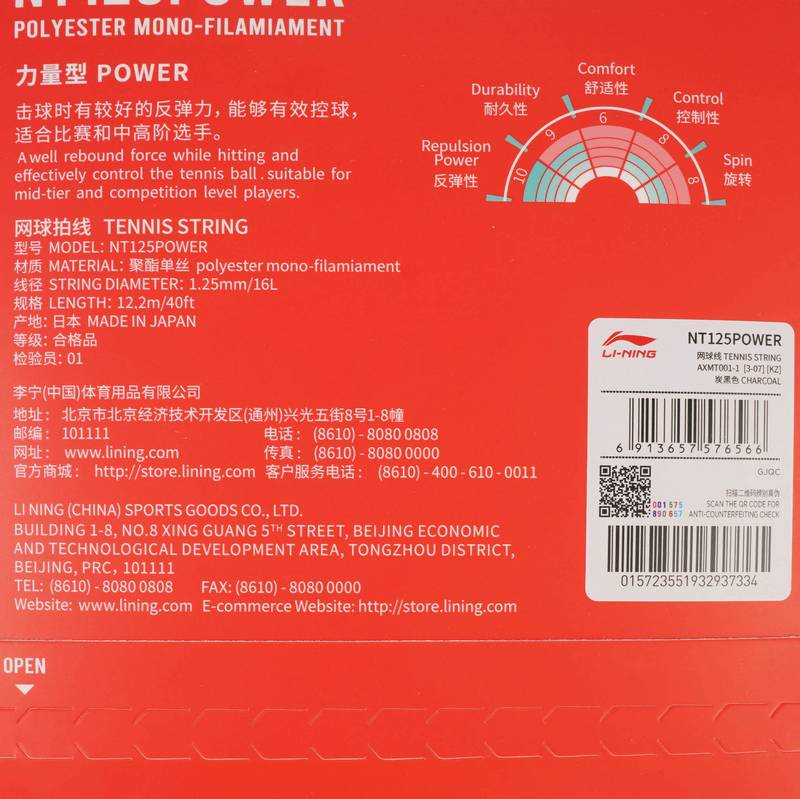 NT125POWER
POLYESTER MONO-FILAMIAMENT
力量型 POWER
击球时有较好的反弹力，能够有效控球，
适合比赛和中高阶选手。
A well rebound force while hitting and
effectively control the tennis ball . suitable for
mid-tier and competition level players.
Repulsion
Power
反弹性
Durability
耐久性
Comfort
舒适性
Control
控制性
Spin
旋转
10
9
6
8
8
网球拍线 TENNIS STRING
型号 MODEL: NT125POWER
材质 MATERIAL: 聚酯单丝 polyester mono-filamiament
线径 STRING DIAMETER: 1.25mm/16L
规格 LENGTH: 12.2m/40ft
产地: 日本 MADE IN JAPAN
等级: 合格品
检验员: 01
李宁(中国)体育用品有限公司
地址: 北京市北京经济技术开发区(通州)兴光五街8号1-8幢
邮编: 101111 电话: (8610) - 8080 0808
网址: www.lining.com 传真: (8610) - 8080 0000
官方商城: http://store.lining.com 客户服务电话: (8610) - 400 - 610 - 0011
LI NING (CHINA) SPORTS GOODS CO., LTD.
BUILDING 1-8, NO.8 XING GUANG 5TH STREET, BEIJING ECONOMIC
AND TECHNOLOGICAL DEVELOPMENT AREA, TONGZHOU DISTRICT,
BEIJING, PRC, 101111
TEL: (8610) - 8080 0808 FAX: (8610) - 8080 0000
Website: www.lining.com E-commerce Website: http://store.lining.com
LI-NING
NT125POWER
网球线 TENNIS STRING
AXMT001-1 [3-07] [KZ]
炭黑色 CHARCOAL
6 913657 576566
GJQC
扫描二维码辨别真伪
SCAN THE QR CODE FOR
ANTI-COUNTERFEITING CHECK
001 575
890 657
015723551932937334
OPEN